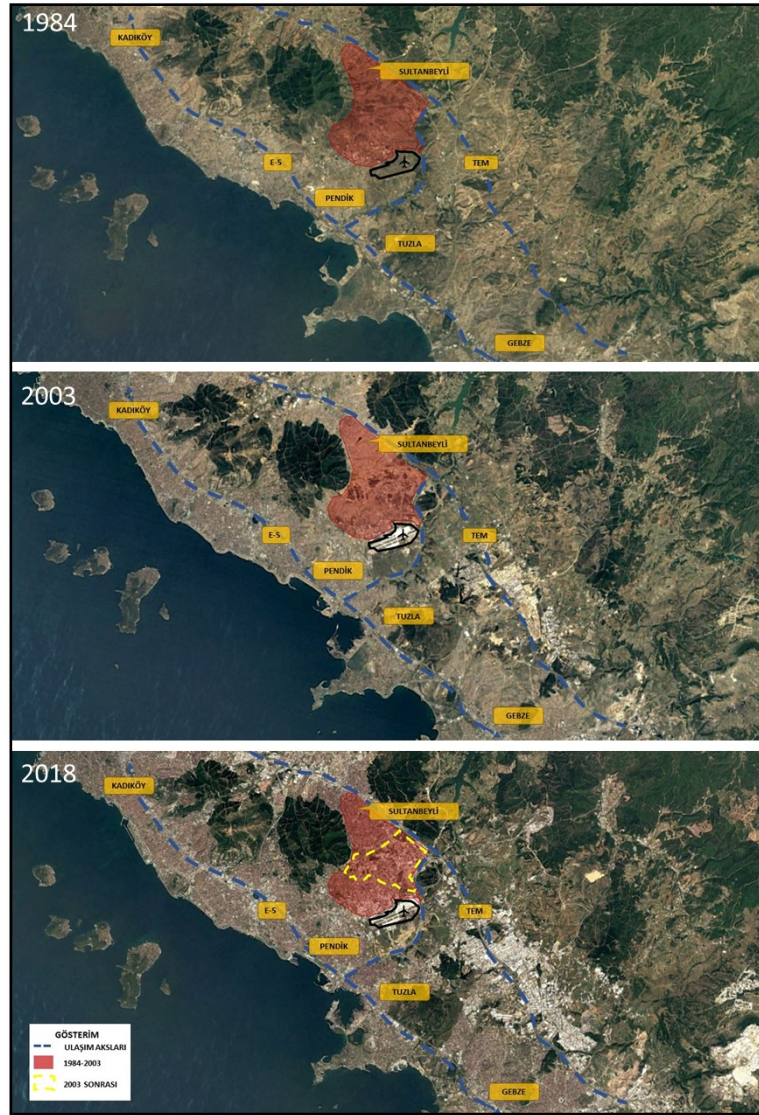 1984
KADIKÖY
SULTANBEYLİ
E-5
TEM
PENDİK
TUZLA
GEBZE
2003
KADIKÖY
SULTANBEYLİ
E-5
TEM
PENDİK
TUZLA
GEBZE
2018
KADIKÖY
SULTANBEYLİ
E-5
TEM
PENDİK
TUZLA
GÖSTERİM
ULAŞIM AKSLARI
1984-2003
2003 SONRASI
GEBZE